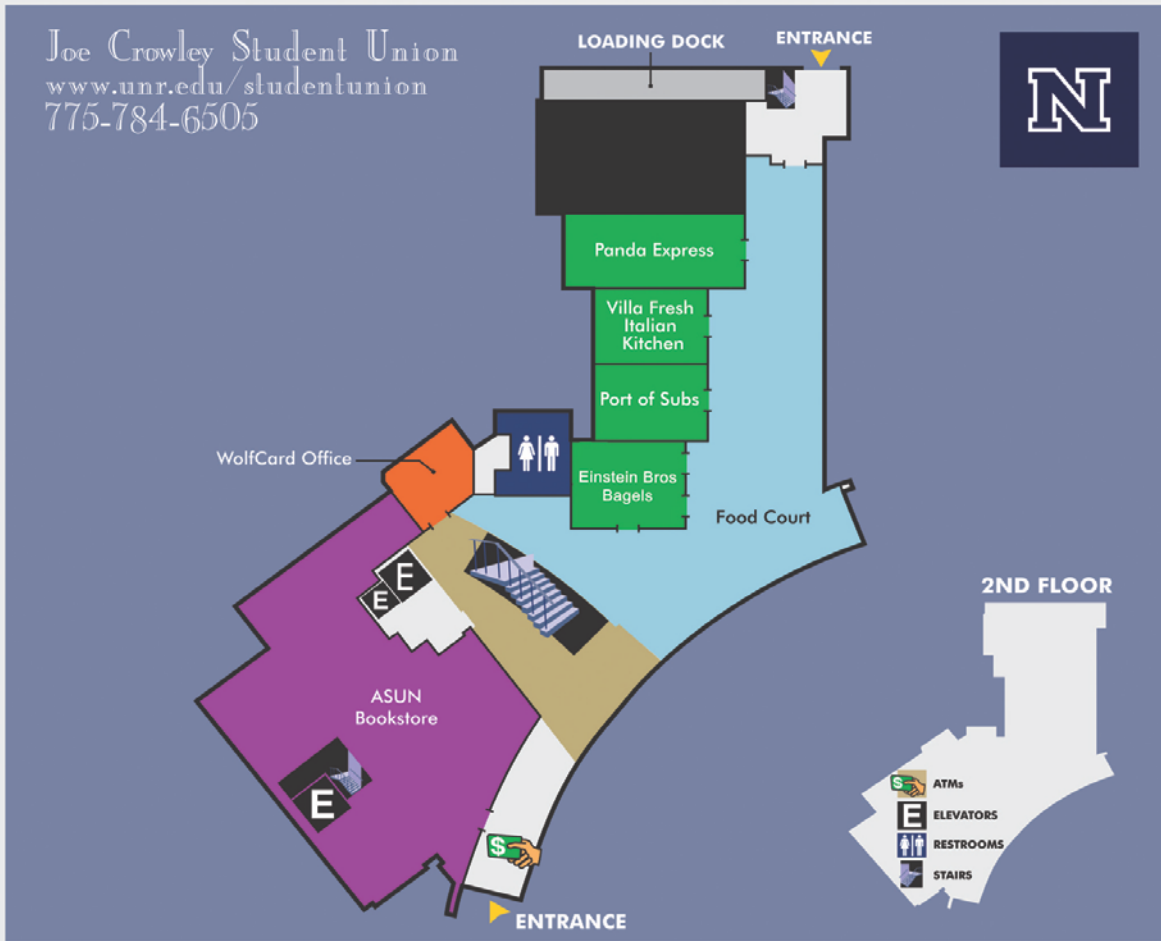 Joe Crowley Student Union
www.unr.edu/studentunion
775-784-6505
LOADING DOCK
ENTRANCE
N
Panda Express
Villa Fresh
Italian
Kitchen
Port of Subs
WolfCard Office
Einstein Bros
Bagels
Food Court
E
E
2ND FLOOR
ASUN
Bookstore
E
$
ENTRANCE
$
ATMs
E
ELEVATORS
RESTROOMS
STAIRS